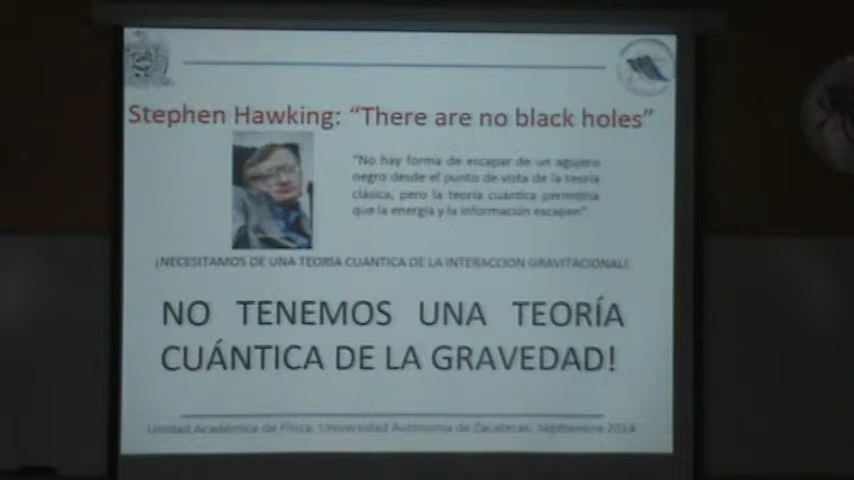 Stephen Hawking: “There are no black holes”
“No hay forma de escapar de un agujero
negro desde el punto de vista de la teoría
clásica, pero la teoría cuántica permitiría
que la energía y la información escapen”
¡NECESITAMOS DE UNA TEORÍA CUANTICA DE LA INTERACCION GRAVITACIONAL!
NO TENEMOS UNA TEORÍA
CUÁNTICA DE LA GRAVEDAD!
Unidad Académica de Física, Universidad Autónoma de Zacatecas, Septiembre 2014